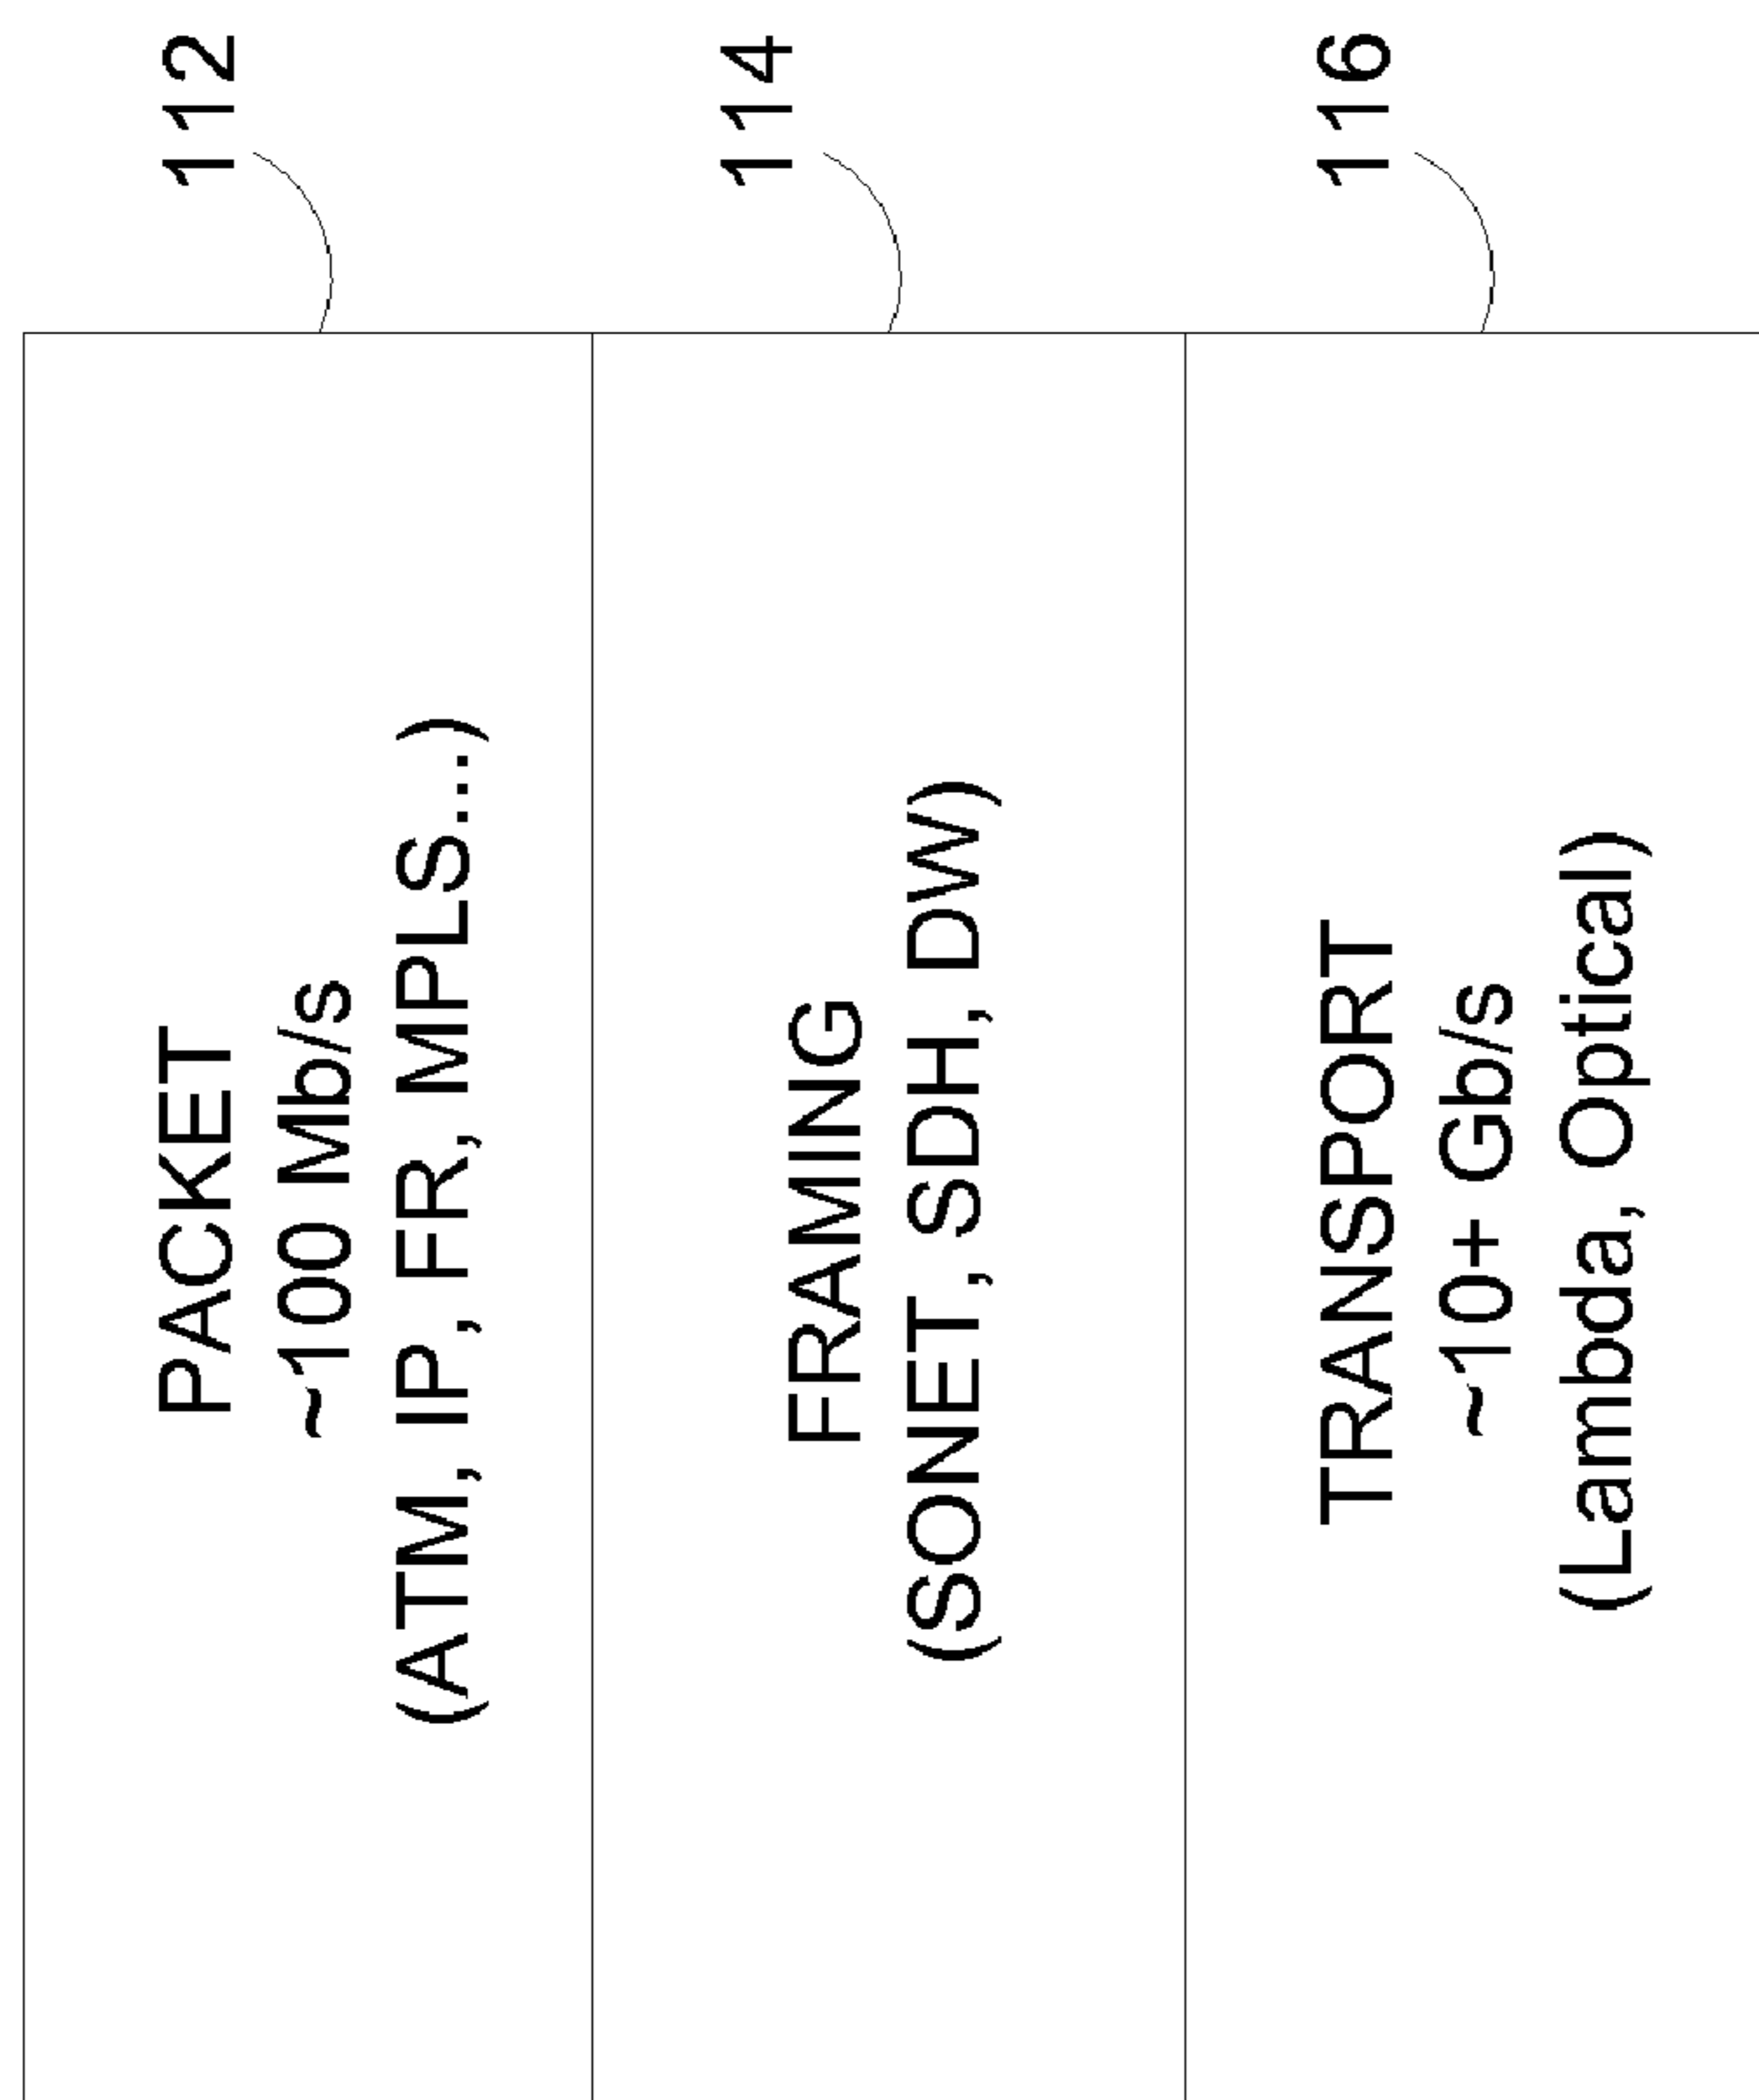 PACKET
~100 Mb/s
(ATM, IP, FR, MPLS...)
112
FRAMING
(SONET, SDH, DW)
114
TRANSPORT
~10+ Gb/s
(Lambda, Optical)
116